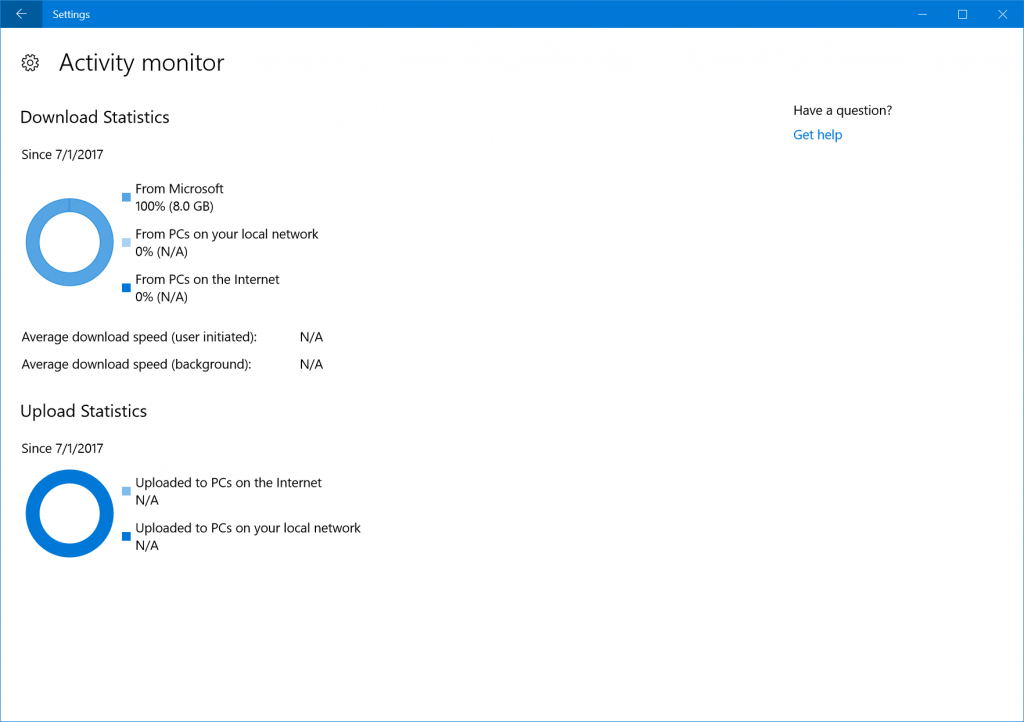 Settings
Activity monitor
Download Statistics
Have a question?
Get help
Since 7/1/2017
From Microsoft
100% (8.0 GB)
From PCs on your local network
0% (N/A)
From PCs on the Internet
0% (N/A)
Average download speed (user initiated): N/A
Average download speed (background): N/A
Upload Statistics
Since 7/1/2017
Uploaded to PCs on the Internet
N/A
Uploaded to PCs on your local network
N/A